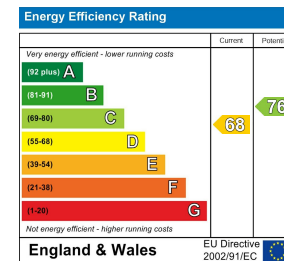 Energy Efficiency Rating
Current Potenti
Very energy efficient - lower running costs
(92 plus) A
(81-91) B
(69-80) C
(55-68) D
(39-54) E
(21-38) F
(1-20) G
68
76
Not energy efficient - higher running costs
England & Wales
EU Directive
2002/91/EC